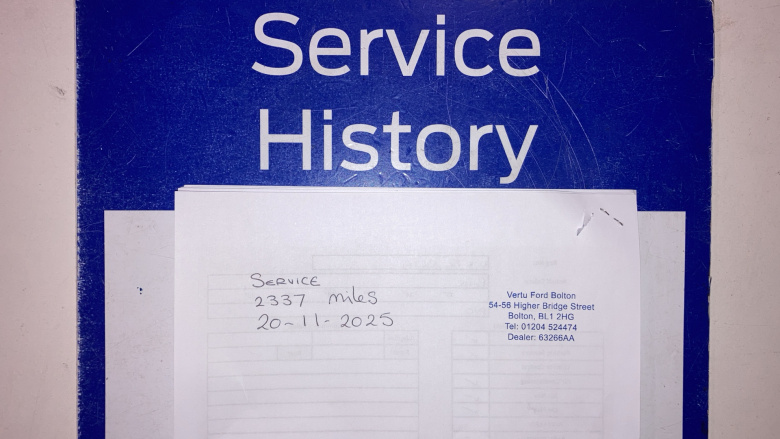 Service
History
SERVICE
2337 miles
20-11-2025
Vertu Ford Bolton
54-56 Higher Bridge Street
Bolton, BL1 2HG
Tel: 01204 524474
Dealer: 63266AA